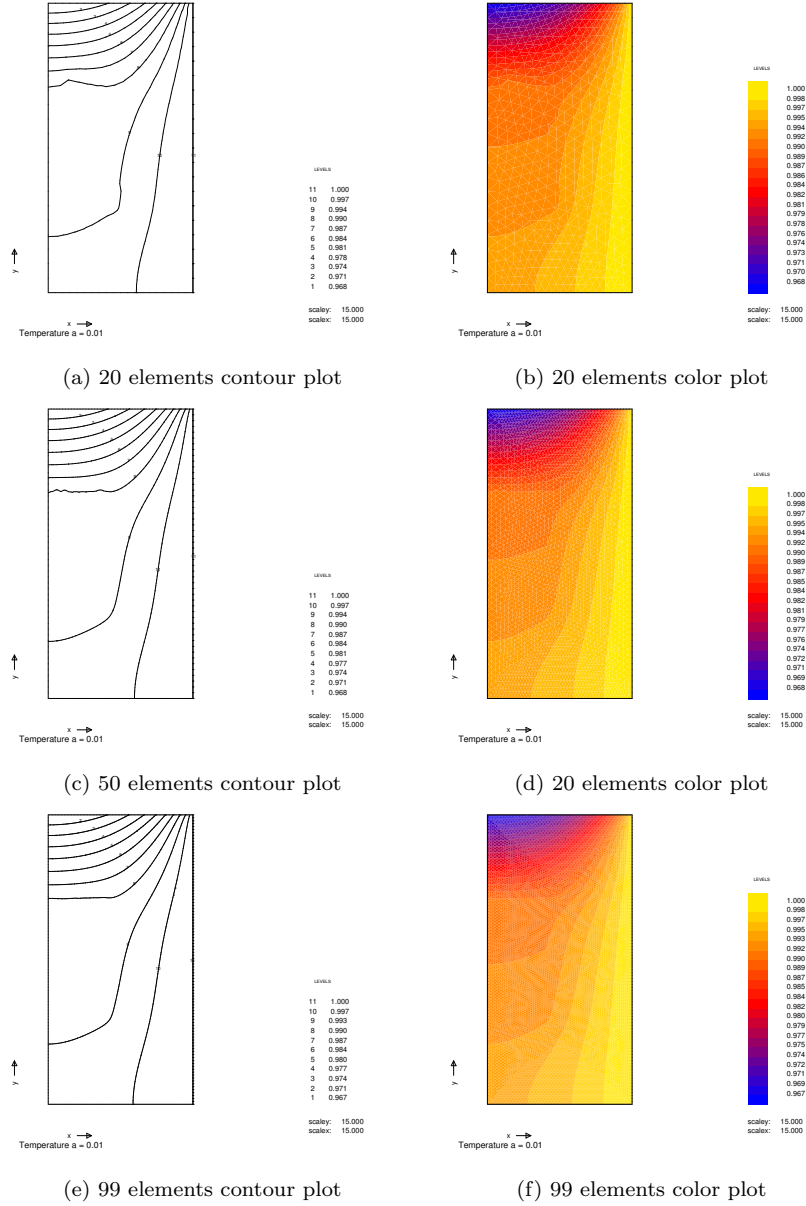 LEVELS
11 1.000
10 0.997
9 0.994
8 0.990
7 0.987
6 0.984
5 0.981
4 0.978
3 0.974
2 0.971
1 0.968
scaley: 15.000
scalex: 15.000
y
x
Temperature a = 0.01
(a) 20 elements contour plot
LEVELS
1.000
0.998
0.997
0.995
0.994
0.992
0.990
0.989
0.987
0.986
0.984
0.982
0.981
0.979
0.978
0.976
0.974
0.973
0.971
0.970
0.968
scaley: 15.000
scalex: 15.000
y
x
Temperature a = 0.01
(b) 20 elements color plot
LEVELS
11 1.000
10 0.997
9 0.994
8 0.990
7 0.987
6 0.984
5 0.981
4 0.977
3 0.974
2 0.971
1 0.968
scaley: 15.000
scalex: 15.000
y
x
Temperature a = 0.01
(c) 50 elements contour plot
LEVELS
1.000
0.998
0.997
0.995
0.994
0.992
0.990
0.989
0.987
0.985
0.984
0.982
0.981
0.979
0.977
0.976
0.974
0.972
0.971
0.969
0.968
scaley: 15.000
scalex: 15.000
y
x
Temperature a = 0.01
(d) 20 elements color plot
LEVELS
11 1.000
10 0.997
9 0.993
8 0.990
7 0.987
6 0.984
5 0.980
4 0.977
3 0.974
2 0.971
1 0.967
scaley: 15.000
scalex: 15.000
y
x
Temperature a = 0.01
(e) 99 elements contour plot
LEVELS
1.000
0.998
0.997
0.995
0.993
0.992
0.990
0.989
0.987
0.985
0.984
0.982
0.980
0.979
0.977
0.975
0.974
0.972
0.971
0.969
0.967
scaley: 15.000
scalex: 15.000
y
x
Temperature a = 0.01
(f) 99 elements color plot